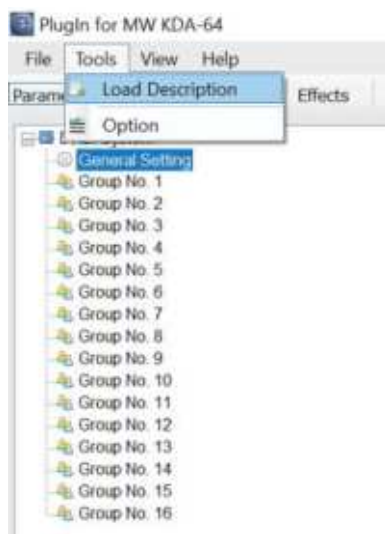 PlugIn for MW KDA-64
File Tools View Help
Param
Load Description
Effects
Option
General Setting
Group No. 1
Group No. 2
Group No. 3
Group No. 4
Group No. 5
Group No. 6
Group No. 7
Group No. 8
Group No. 9
Group No. 10
Group No. 11
Group No. 12
Group No. 13
Group No. 14
Group No. 15
Group No. 16